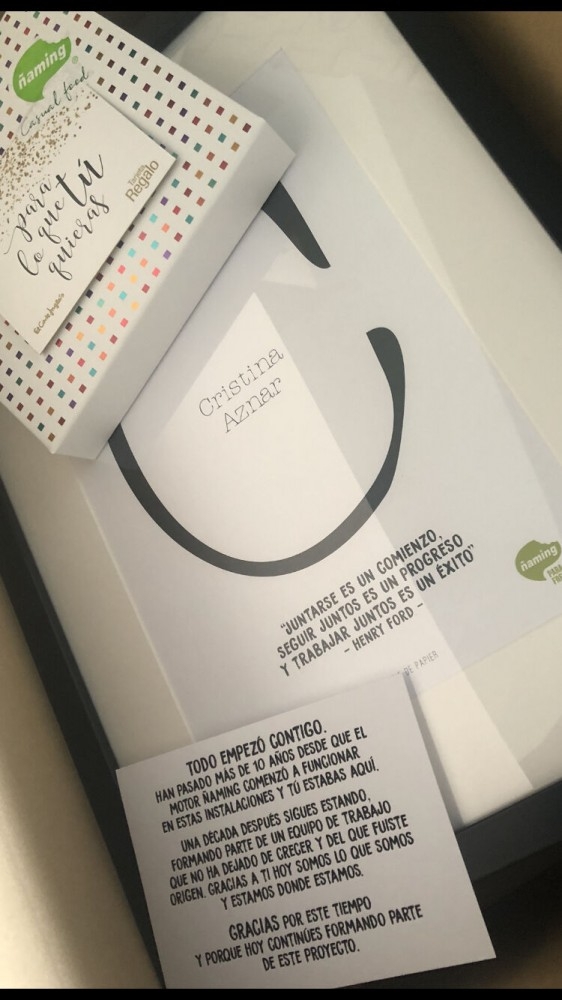 ñaming
Casual food
para
lo que tú
quieras
Tarjeta
Regalo
El Corte Inglés
Cristina
Aznar
"JUNTARSE ES UN COMIENZO,
SEGUIR JUNTOS ES UN PROGRESO
Y TRABAJAR JUNTOS ES UN ÉXITO"
- HENRY FORD -
ñaming
DE PAPIER
TODO EMPEZÓ CONTIGO.
HAN PASADO MÁS DE 10 AÑOS DESDE QUE EL
MOTOR ÑAMING COMENZÓ A FUNCIONAR
EN ESTAS INSTALACIONES Y TÚ ESTABAS AQUÍ.
UNA DÉCADA DESPUÉS SIGUES ESTANDO,
FORMANDO PARTE DE UN EQUIPO DE TRABAJO
QUE NO HA DEJADO DE CRECER Y DEL QUE FUISTE
ORIGEN. GRACIAS A TI HOY SOMOS LO QUE SOMOS
Y ESTAMOS DONDE ESTAMOS.
GRACIAS POR ESTE TIEMPO
Y PORQUE HOY CONTINÚES FORMANDO PARTE
DE ESTE PROYECTO.